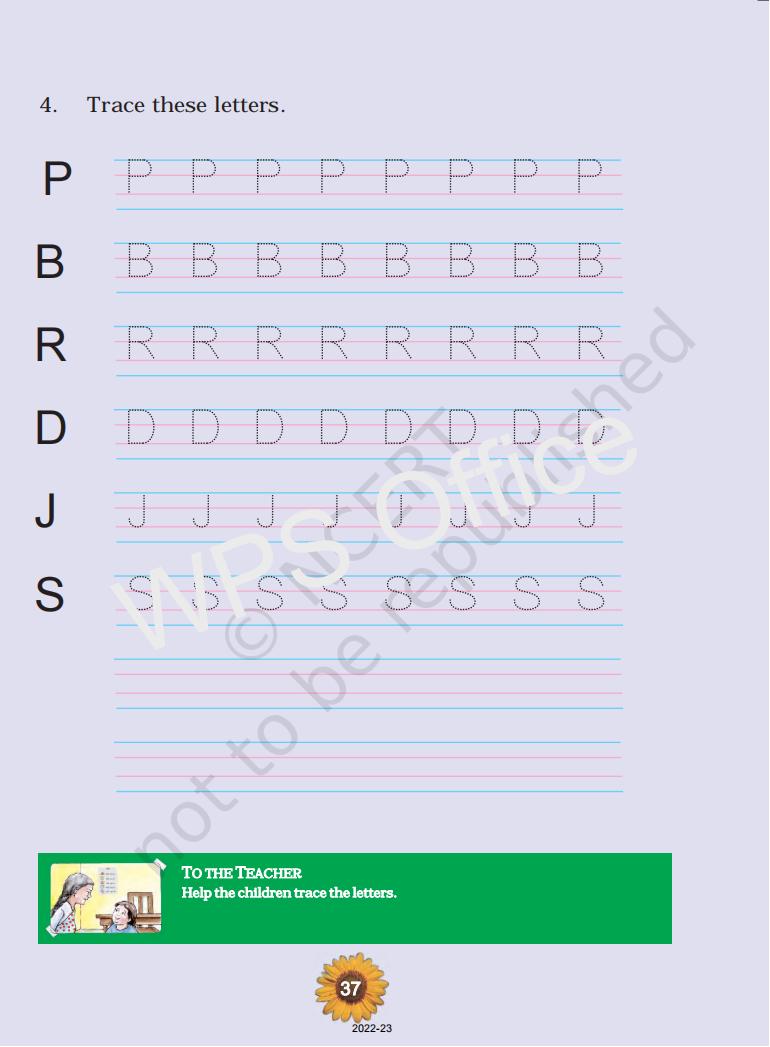 4. Trace these letters.
P P P P P P P P P
B B B B B B B B B
R R R R R R R R R
D D D D D D D D D
J J J J J J J J J
S S S S S S S S S
WPS Office
© NCERT
not to be republished
TO THE TEACHER
Help the children trace the letters.
37
2022-23